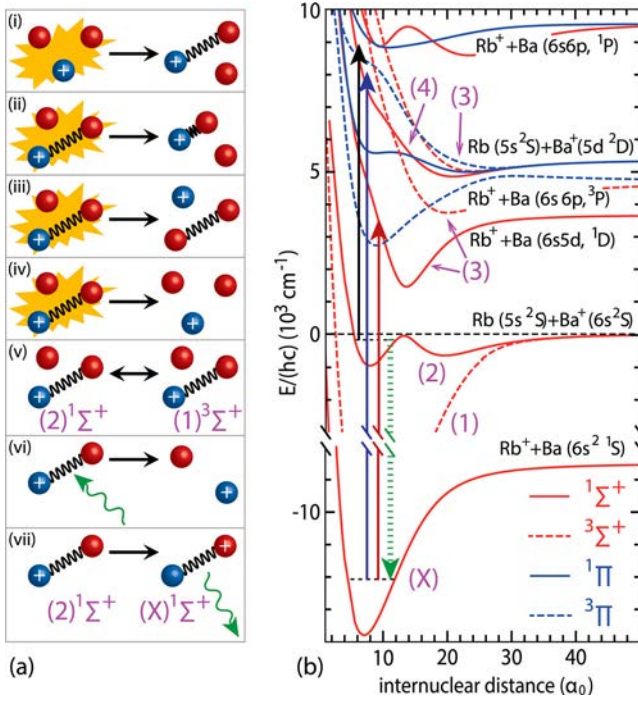 (i)
(ii)
(iii)
(iv)
(v)
(2)¹Σ⁺ (1)³Σ⁺
(vi)
(vii)
(2)¹Σ⁺ (X)¹Σ⁺
(a)
10
5
0
-10
E/(hc) (10³ cm⁻¹)
Rb⁺+Ba (6s6p, ¹P)
(4) (3)
Rb (5s ²S)+Ba⁺(5d ²D)
Rb⁺+Ba (6s 6p,³P)
Rb⁺+Ba (6s5d, ¹D)
(3)
Rb (5s ²S)+Ba⁺ (6s²S)
(2)
(1)
Rb⁺+Ba (6s² ¹S)
¹Σ⁺
³Σ⁺
¹Π
³Π
(X)
10 20 30 40
(b) internuclear distance (α₀)